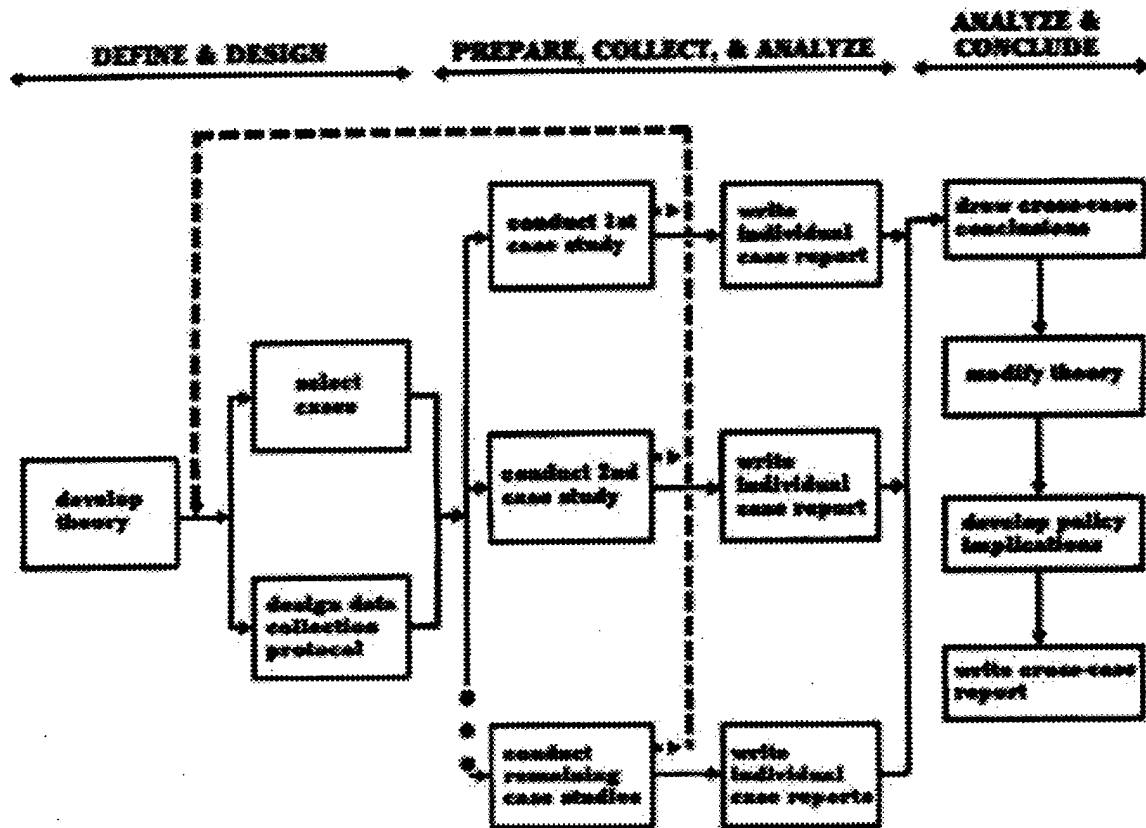 DEFINE & DESIGN
PREPARE, COLLECT, & ANALYZE
ANALYZE &
CONCLUDE
develop
theory
select
cases
design data
collection
protocal
conduct 1st
case study
conduct 2nd
case study
conduct
remaining
case studies
write
individual
case report
write
individual
case report
write
individual
case reports
draw cross-case
conclusions
modify theory
develop policy
implications
write cross-case
report